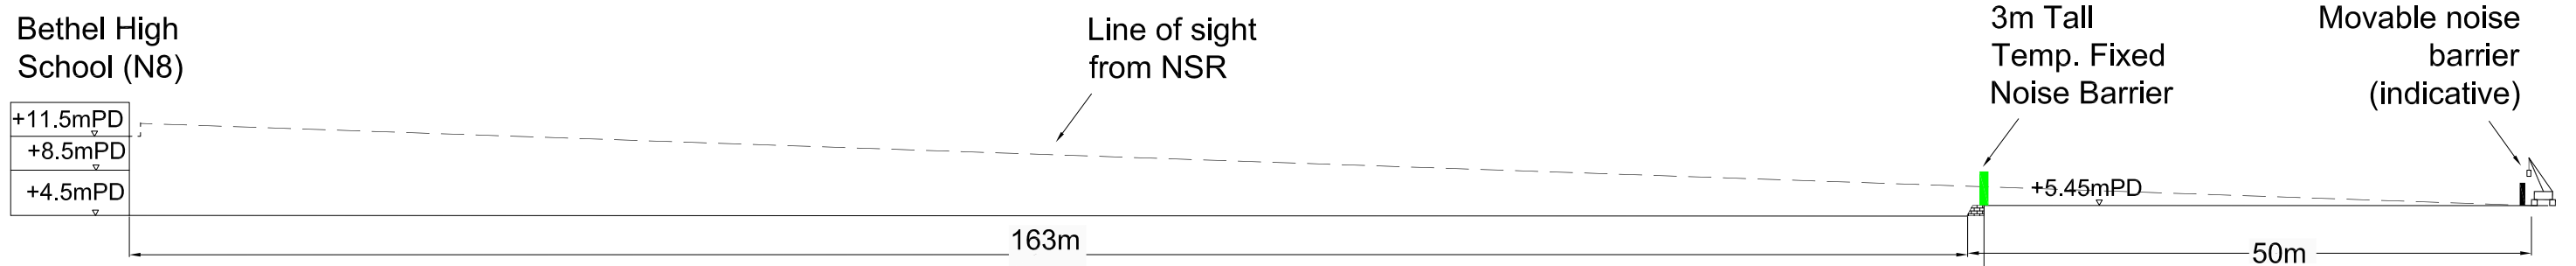 Bethel High
School (N8)
Line of sight
from NSR
3m Tall
Temp. Fixed
Noise Barrier
Movable noise
barrier
(indicative)
+11.5mPD
+8.5mPD
+4.5mPD
+5.45mPD
163m
50m